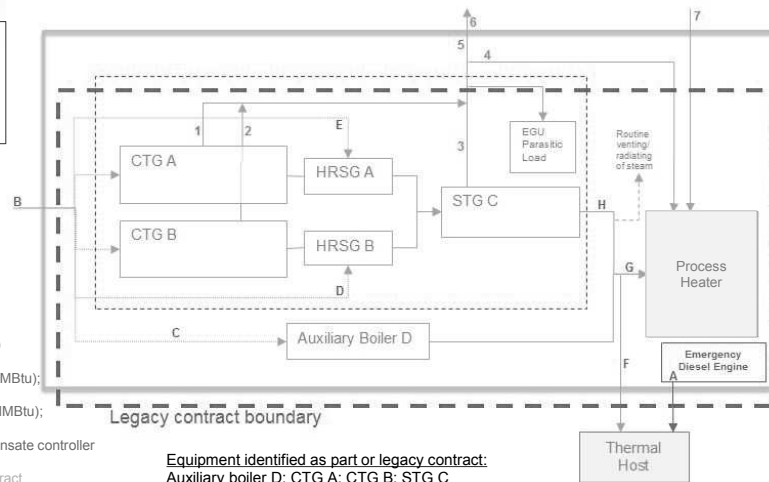 6
7
5
4
1
2
E
3
EGU
Parasitic
Load
Routine
venting/
radiating
of steam
CTG A
HRSG A
B
STG C
H
CTG B
HRSG B
G
Process
Heater
D
C
Auxiliary Boiler D
F
Emergency
Diesel Engine
A
MBtu);
MBtu);
Legacy contract boundary
nsate controller
Thermal
Host
ract
Equipment identified as part or legacy contract:
Auxiliary boiler D; CTG A; CTG B; STG C